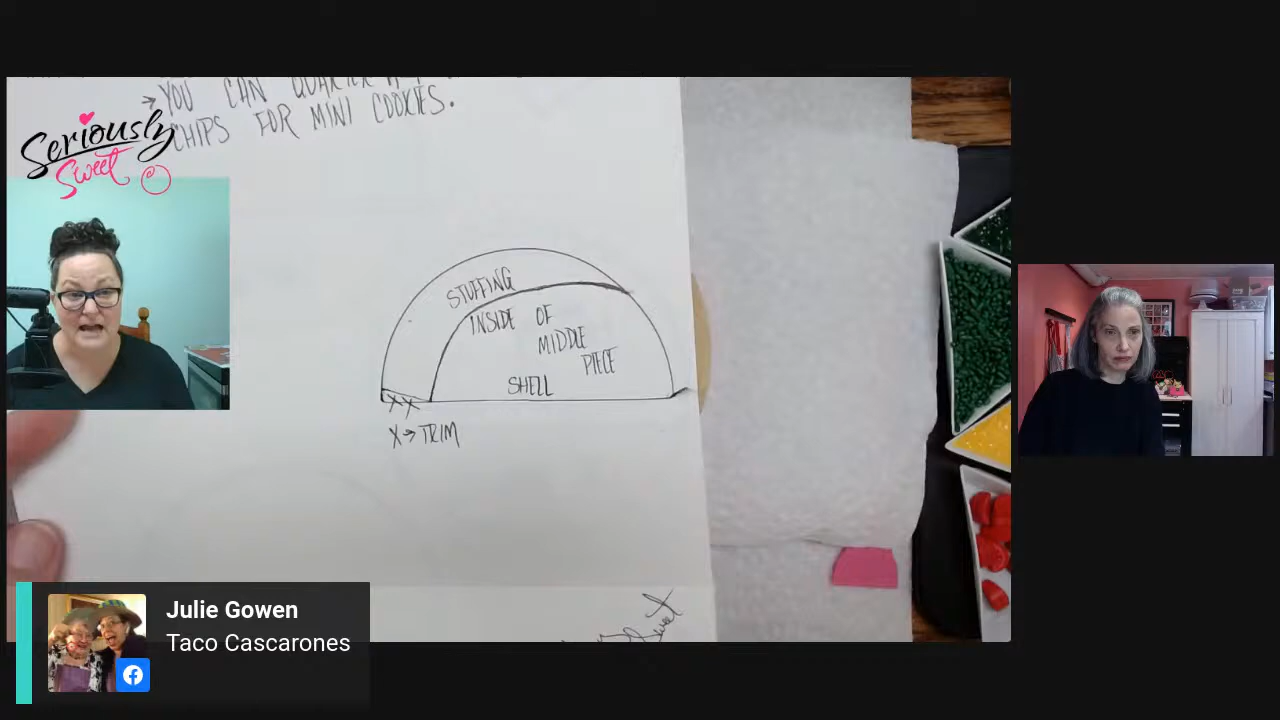 → YOU CAN
CHIPS FOR MINI COOKIES.
Seriously
Sweet
STUFFING
INSIDE OF
MIDDLE
PIECE
SHELL
XX
X→TRIM
Julie Gowen
Taco Cascarones